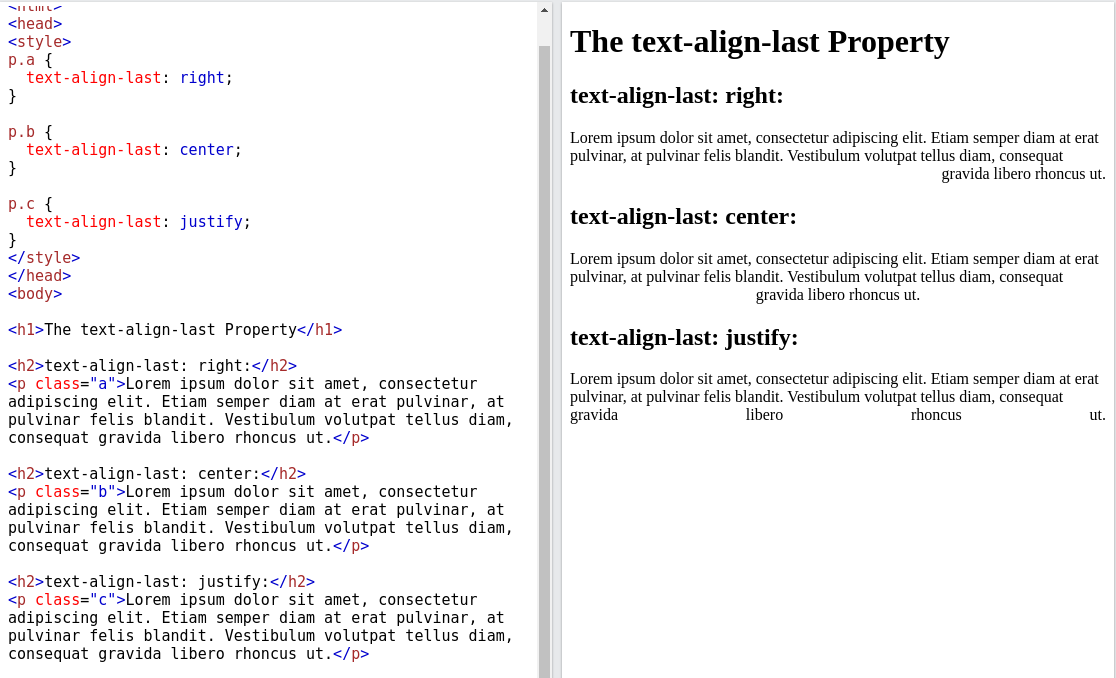 <html>
<head>
<style>
p.a {
  text-align-last: right;
}

p.b {
  text-align-last: center;
}

p.c {
  text-align-last: justify;
}
</style>
</head>
<body>

<h1>The text-align-last Property</h1>

<h2>text-align-last: right:</h2>
<p class="a">Lorem ipsum dolor sit amet, consectetur
adipiscing elit. Etiam semper diam at erat pulvinar, at
pulvinar felis blandit. Vestibulum volutpat tellus diam,
consequat gravida libero rhoncus ut.</p>

<h2>text-align-last: center:</h2>
<p class="b">Lorem ipsum dolor sit amet, consectetur
adipiscing elit. Etiam semper diam at erat pulvinar, at
pulvinar felis blandit. Vestibulum volutpat tellus diam,
consequat gravida libero rhoncus ut.</p>

<h2>text-align-last: justify:</h2>
<p class="c">Lorem ipsum dolor sit amet, consectetur
adipiscing elit. Etiam semper diam at erat pulvinar, at
pulvinar felis blandit. Vestibulum volutpat tellus diam,
consequat gravida libero rhoncus ut.</p>

The text-align-last Property
text-align-last: right:
Lorem ipsum dolor sit amet, consectetur adipiscing elit. Etiam semper diam at erat
pulvinar, at pulvinar felis blandit. Vestibulum volutpat tellus diam, consequat
gravida libero rhoncus ut.
text-align-last: center:
Lorem ipsum dolor sit amet, consectetur adipiscing elit. Etiam semper diam at erat
pulvinar, at pulvinar felis blandit. Vestibulum volutpat tellus diam, consequat
gravida libero rhoncus ut.
text-align-last: justify:
Lorem ipsum dolor sit amet, consectetur adipiscing elit. Etiam semper diam at erat
pulvinar, at pulvinar felis blandit. Vestibulum volutpat tellus diam, consequat
gravida libero rhoncus ut.